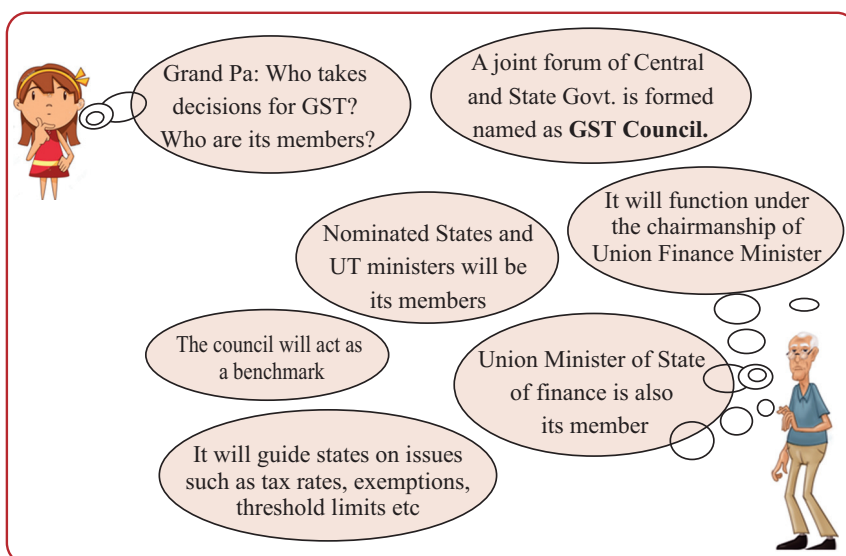 Grand Pa: Who takes
decisions for GST?
Who are its members?
A joint forum of Central
and State Govt. is formed
named as GST Council.
It will function under
the chairmanship of
Union Finance Minister
Nominated States and
UT ministers will be
its members
The council will act as
a benchmark
Union Minister of State
of finance is also
its member
It will guide states on issues
such as tax rates, exemptions,
threshold limits etc